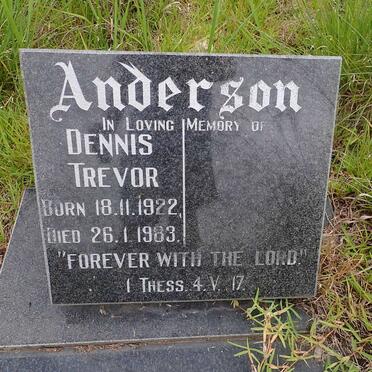 Anderson
IN LOVING MEMORY OF
DENNIS
TREVOR
BORN 18.11.1922.
DIED 26.1.1983.
"FOREVER WITH THE LORD."
1 THESS. 4. V. 17.